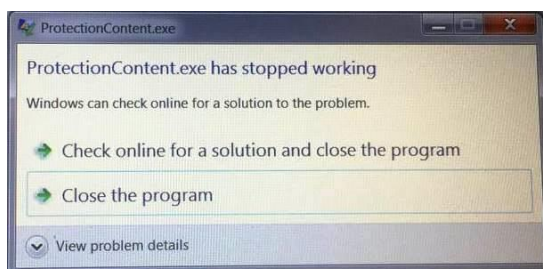 ProtectionContent.exe
ProtectionContent.exe has stopped working
Windows can check online for a solution to the problem.
Check online for a solution and close the program
Close the program
View problem details